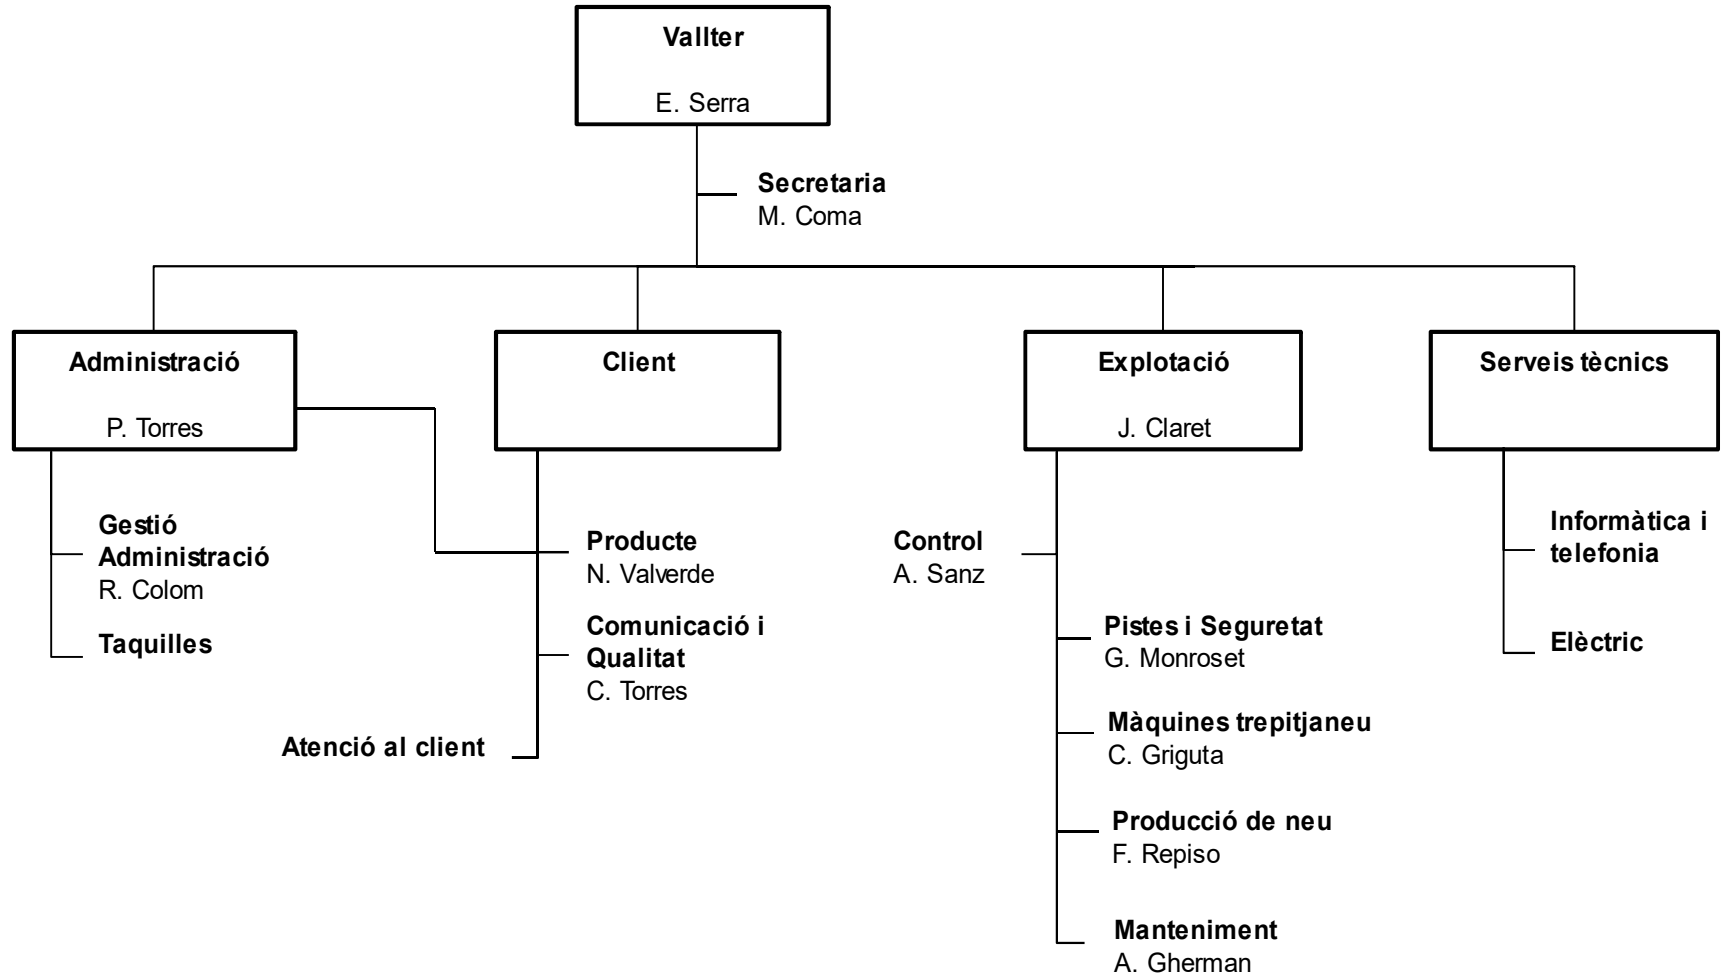 Vallter
E. Serra
Secretaria
M. Coma
Administració
P. Torres
Client
Explotació
J. Claret
Serveis tècnics
Gestió
Administració
R. Colom
Taquilles
Producte
N. Valverde
Comunicació i
Qualitat
C. Torres
Atenció al client
Control
A. Sanz
Pistes i Seguretat
G. Monroset
Màquines trepitjaneu
C. Griguta
Producció de neu
F. Repiso
Manteniment
A. Gherman
Informàtica i
telefonia
Elèctric